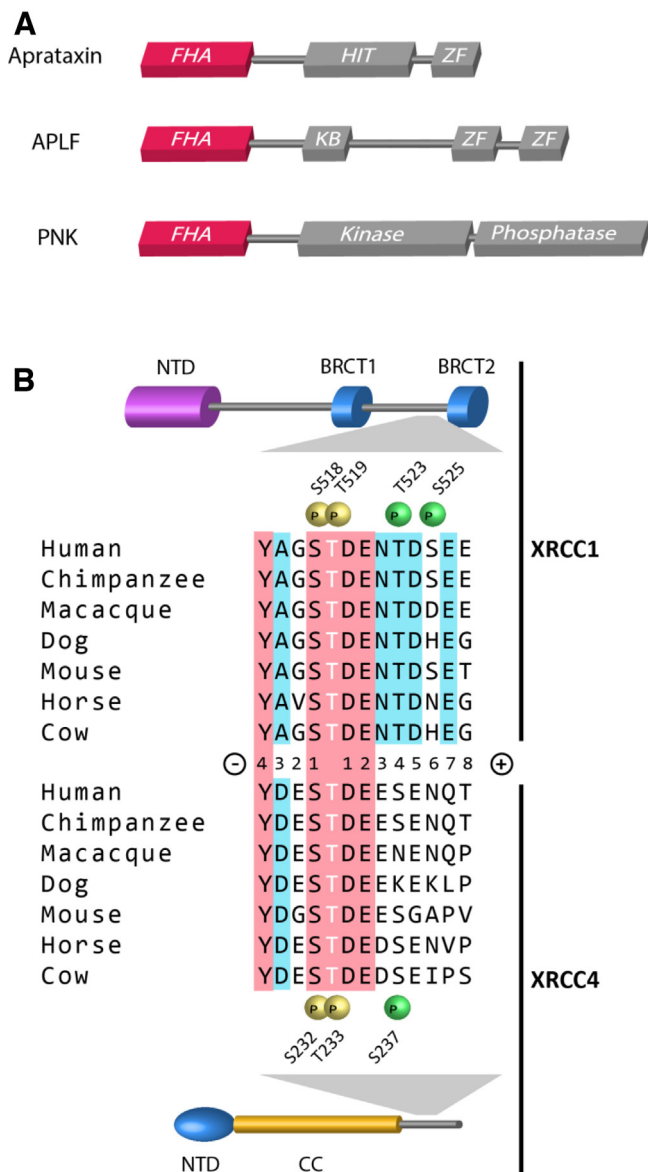 A
Aprataxin FHA HIT ZF
APLF FHA KB ZF ZF
PNK FHA Kinase Phosphatase
B
NTD BRCT1 BRCT2
S518 T519 T523 S525
P P P P
Human YAGSTDENTDSEE
Chimpanzee YAGSTDENTDSEE
Macacque YAGSTDENTDDEE
Dog YAGSTDENTDHEG
Mouse YAGSTDENTDSET
Horse YAVSTDENTDNEG
Cow YAGSTDENTDHEG
XRCC1
- 4 3 2 1 1 2 3 4 5 6 7 8 +
Human YDESTDEESENQT
Chimpanzee YDESTDEESENQT
Macacque YDESTDEENENQP
Dog YDESTDEEKEKLP
Mouse YDGSTDEESGAPV
Horse YDESTDEDSENVP
Cow YDESTDEDSEIPS
XRCC4
P P P
S232 T233 S237
NTD CC